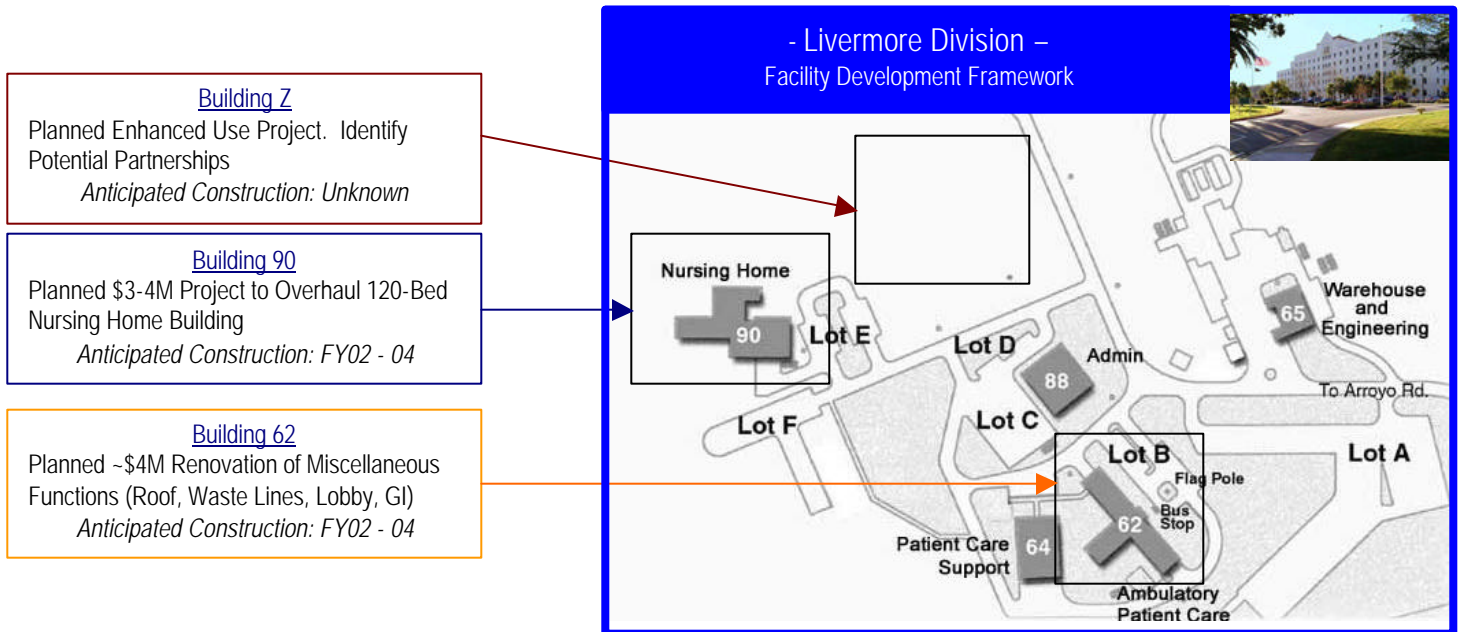 - Livermore Division –
Facility Development Framework
Building Z
Planned Enhanced Use Project. Identify
Potential Partnerships
Anticipated Construction: Unknown
Building 90
Planned $3-4M Project to Overhaul 120-Bed
Nursing Home Building
Anticipated Construction: FY02 - 04
Building 62
Planned ~$4M Renovation of Miscellaneous
Functions (Roof, Waste Lines, Lobby, GI)
Anticipated Construction: FY02 - 04
Nursing Home
90
Lot E
Lot D
88
Admin
65
Warehouse
and
Engineering
To Arroyo Rd.
Lot F
Lot C
Lot B
Lot A
Flag Pole
Bus
Stop
62
64
Patient Care
Support
Ambulatory
Patient Care